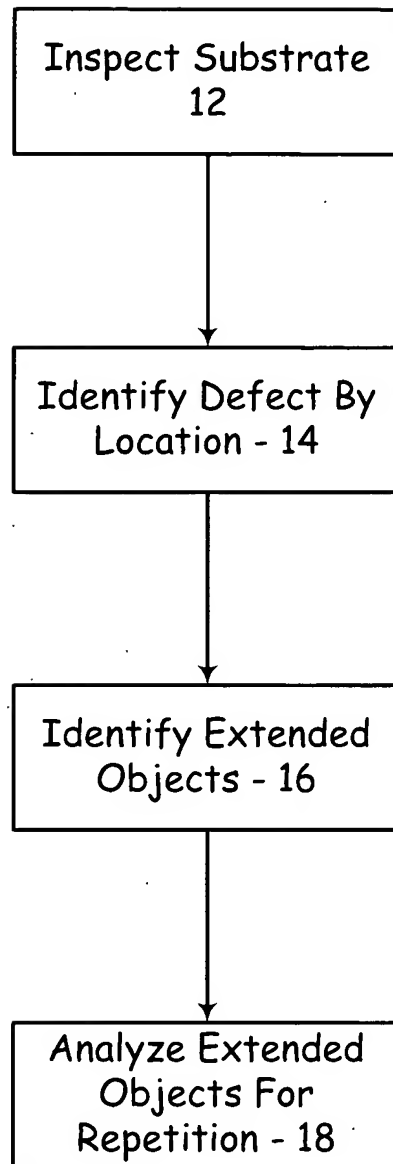 Inspect Substrate
12
Identify Defect By
Location - 14
Identify Extended
Objects - 16
Analyze Extended
Objects For
Repetition - 18